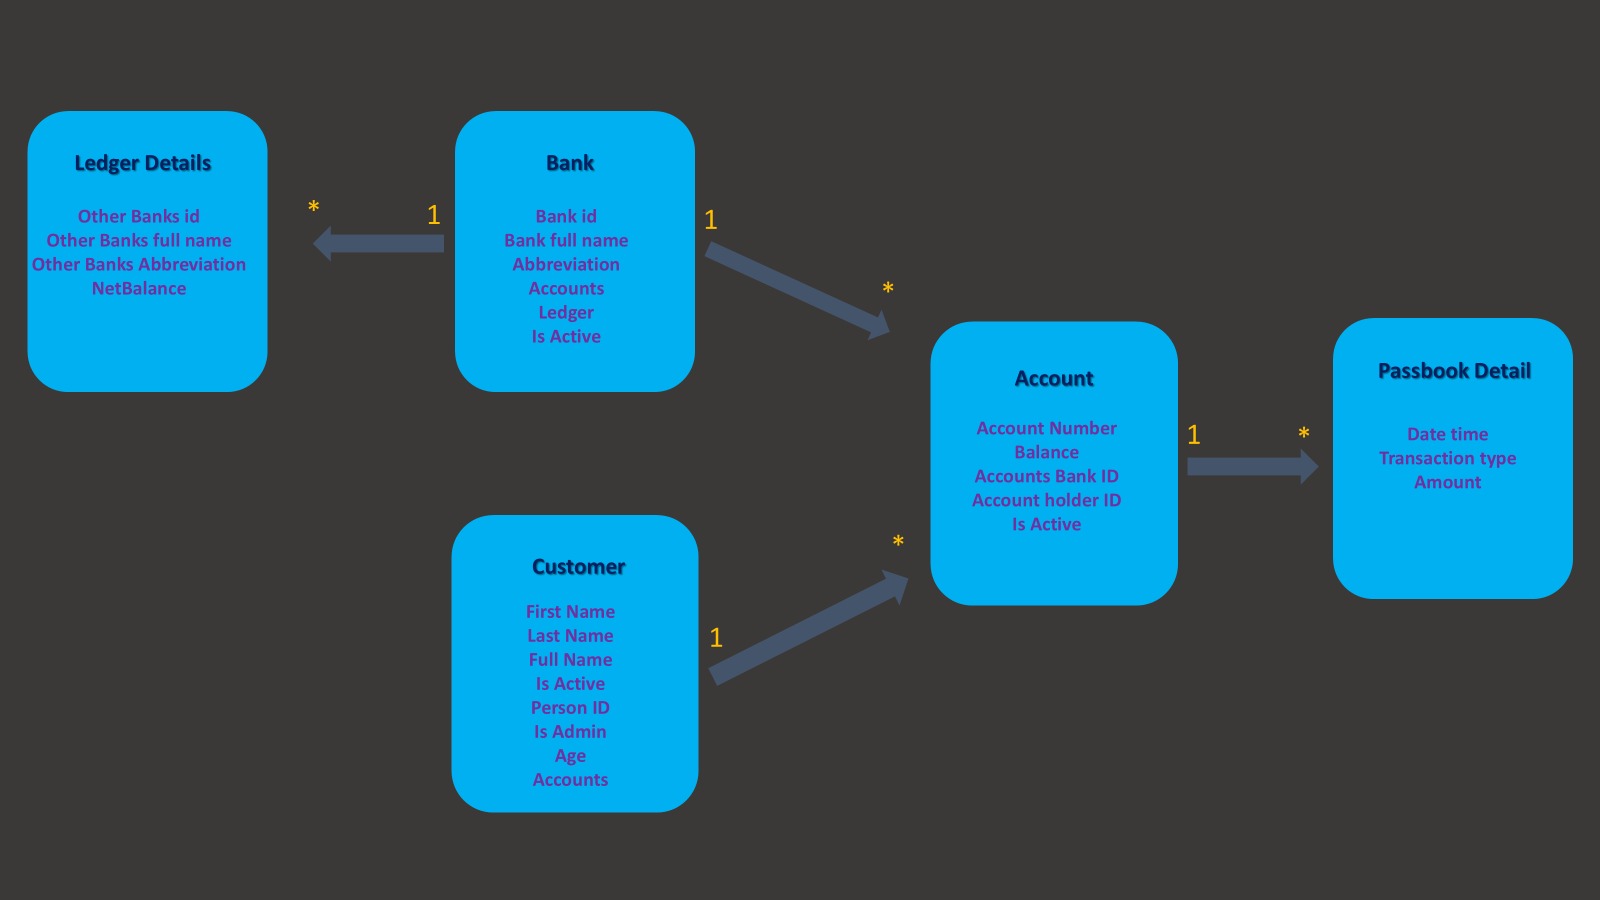 Ledger Details
Other Banks id
Other Banks full name
Other Banks Abbreviation
NetBalance
*
1
Bank
Bank id
Bank full name
Abbreviation
Accounts
Ledger
Is Active
1
*
Account
Account Number
Balance
Accounts Bank ID
Account holder ID
Is Active
1
*
Passbook Detail
Date time
Transaction type
Amount
Customer
First Name
Last Name
Full Name
Is Active
Person ID
Is Admin
Age
Accounts
1
*